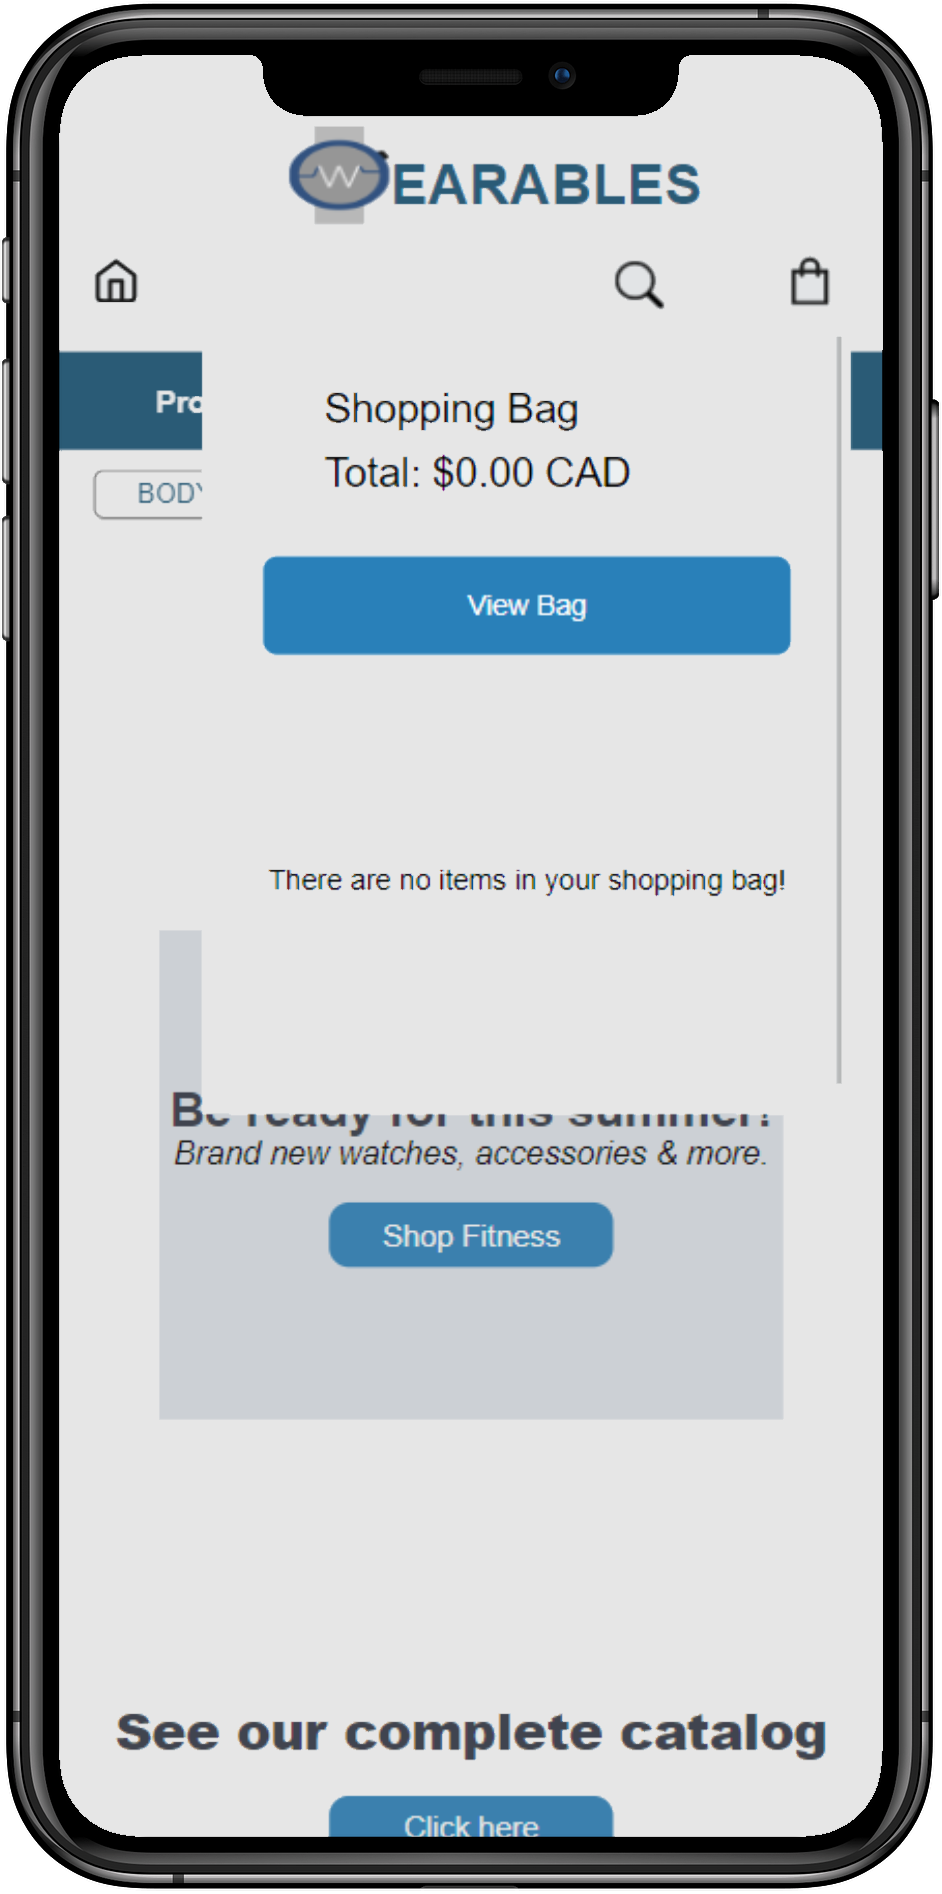 WEARABLES
Pro
Shopping Bag
Total: $0.00 CAD
BODY
View Bag
There are no items in your shopping bag!
Be ready for this summer!
Brand new watches, accessories & more.
Shop Fitness
See our complete catalog
Click here